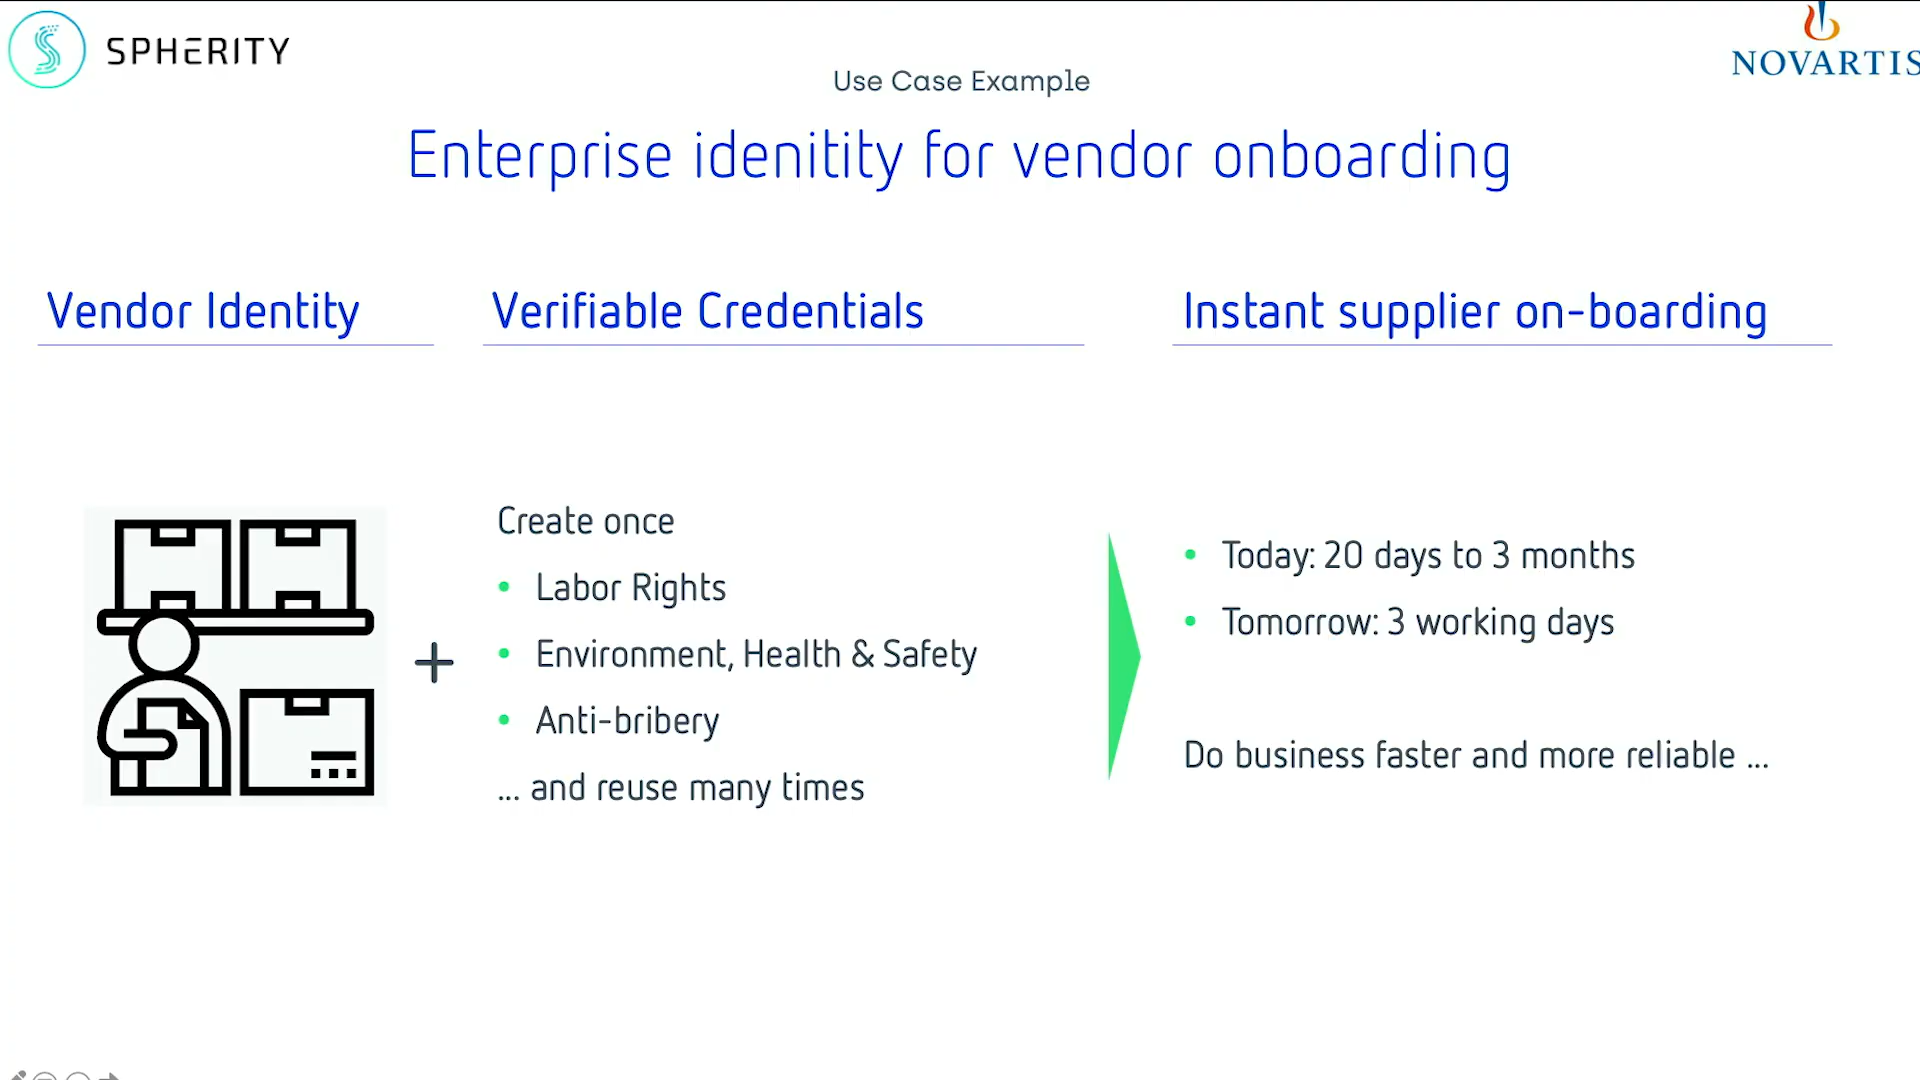 SPHERITY
NOVARTIS
Use Case Example
Enterprise idenitity for vendor onboarding
Vendor Identity
Verifiable Credentials
Instant supplier on-boarding
Create once
• Labor Rights
• Environment, Health & Safety
• Anti-bribery
... and reuse many times
• Today: 20 days to 3 months
• Tomorrow: 3 working days
Do business faster and more reliable ...